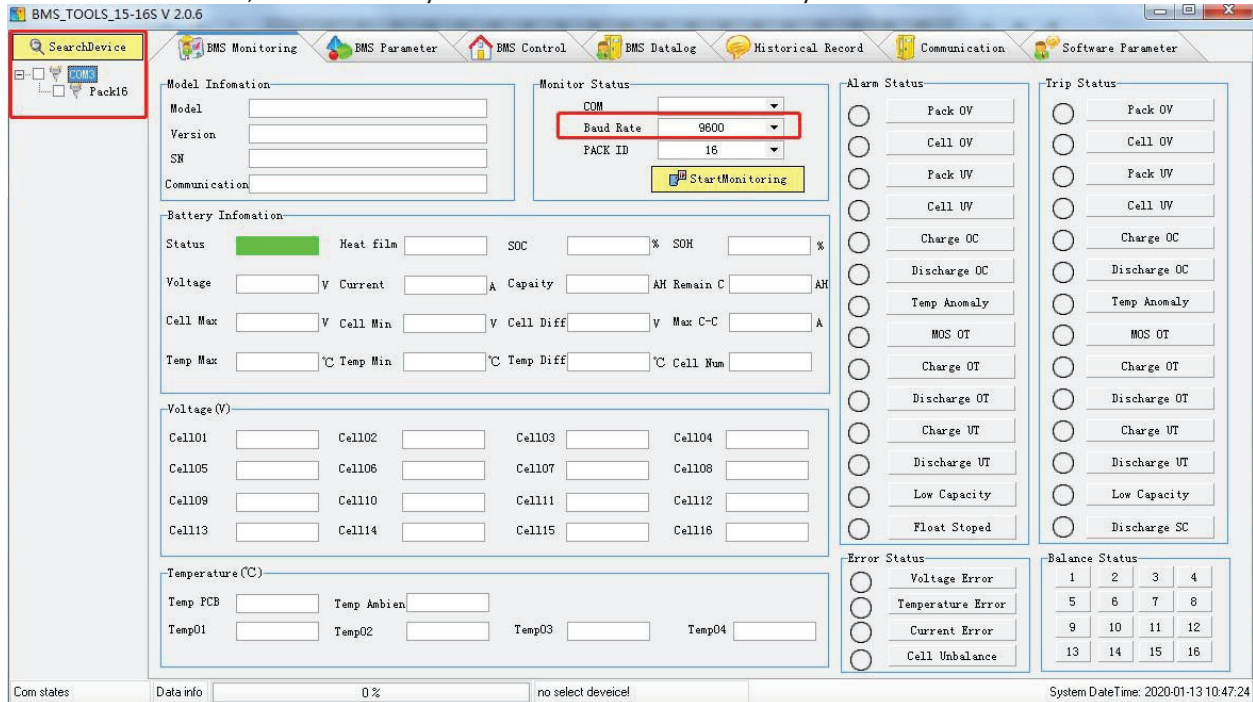 BMS_TOOLS_15-16S V 2.0.6
SearchDevice
BMS Monitoring
BMS Parameter
BMS Control
BMS Datalog
Historical Record
Communication
Software Parameter
COM3
Pack16
Model Infomation
Model
Version
SN
Communication
Monitor Status
COM
Baud Rate 9600
PACK ID 16
StartMonitoring
Battery Infomation
Status Heat film SOC % SOH %
Voltage V Current A Capaity AH Remain C AH
Cell Max V Cell Min V Cell Diff V Max C-C A
Temp Max ℃ Temp Min ℃ Temp Diff ℃ Cell Num
Voltage(V)
Cell01 Cell02 Cell03 Cell04
Cell05 Cell06 Cell07 Cell08
Cell09 Cell10 Cell11 Cell12
Cell13 Cell14 Cell15 Cell16
Temperature(℃)
Temp PCB Temp Ambien
Temp01 Temp02 Temp03 Temp04
Alarm Status
Pack OV
Cell OV
Pack UV
Cell UV
Charge OC
Discharge OC
Temp Anomaly
MOS OT
Charge OT
Discharge OT
Charge UT
Discharge UT
Low Capacity
Float Stoped
Trip Status
Pack OV
Cell OV
Pack UV
Cell UV
Charge OC
Discharge OC
Temp Anomaly
MOS OT
Charge OT
Discharge OT
Charge UT
Discharge UT
Low Capacity
Discharge SC
Error Status
Voltage Error
Temperature Error
Current Error
Cell Unbalance
Balance Status
1 2 3 4
5 6 7 8
9 10 11 12
13 14 15 16
Com states
Data info
0 %
no select deveice!
System DateTime: 2020-01-13 10:47:24